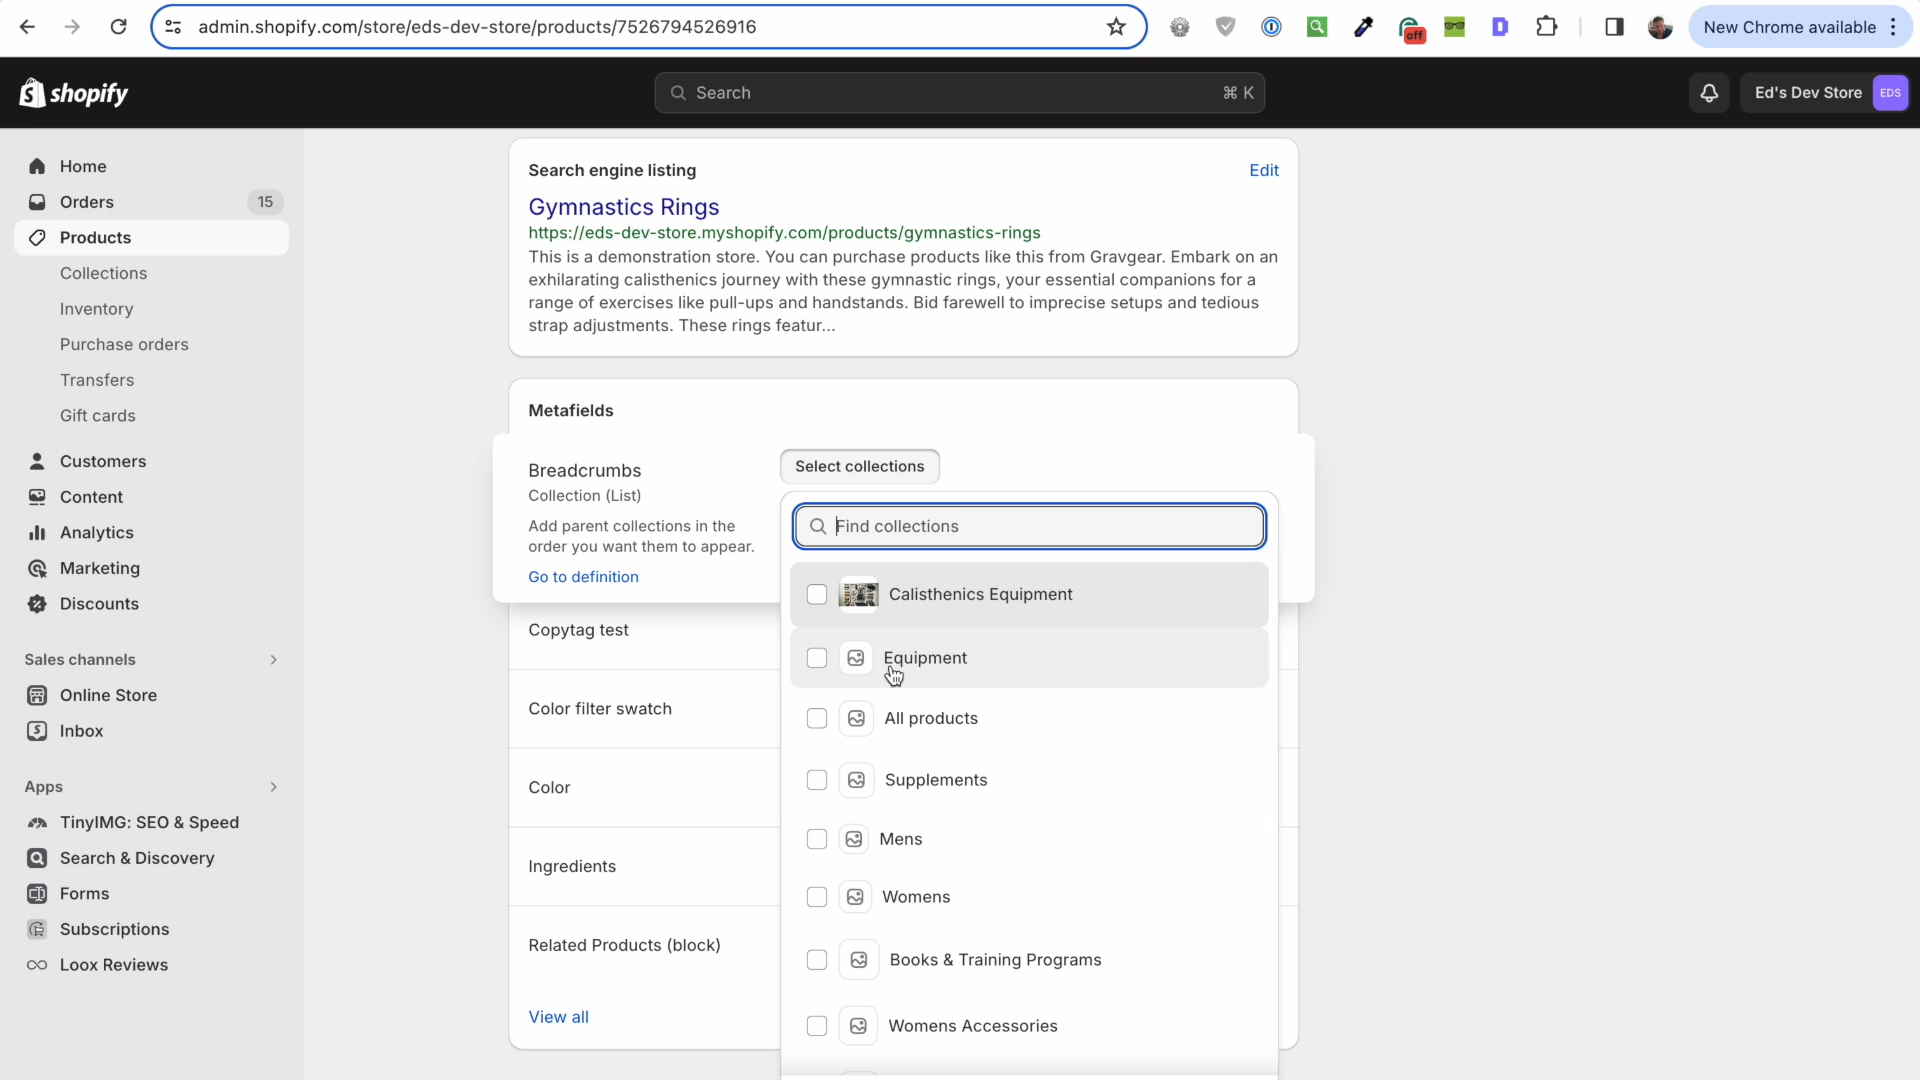 admin.shopify.com/store/eds-dev-store/products/7526794526916
off
New Chrome available
shopify
Search
⌘ K
Ed's Dev Store
EDS
Home
Orders
15
Products
Collections
Inventory
Purchase orders
Transfers
Gift cards
Customers
Content
Analytics
Marketing
Discounts
Sales channels
Online Store
Inbox
Apps
TinyIMG: SEO & Speed
Search & Discovery
Forms
Subscriptions
Loox Reviews
Search engine listing
Edit
Gymnastics Rings
https://eds-dev-store.myshopify.com/products/gymnastics-rings
This is a demonstration store. You can purchase products like this from Gravgear. Embark on an
exhilarating calisthenics journey with these gymnastic rings, your essential companions for a
range of exercises like pull-ups and handstands. Bid farewell to imprecise setups and tedious
strap adjustments. These rings featur...
Metafields
Breadcrumbs
Collection (List)
Add parent collections in the
order you want them to appear.
Go to definition
Select collections
Find collections
Calisthenics Equipment
Equipment
All products
Supplements
Mens
Womens
Books & Training Programs
Womens Accessories
Copytag test
Color filter swatch
Color
Ingredients
Related Products (block)
View all